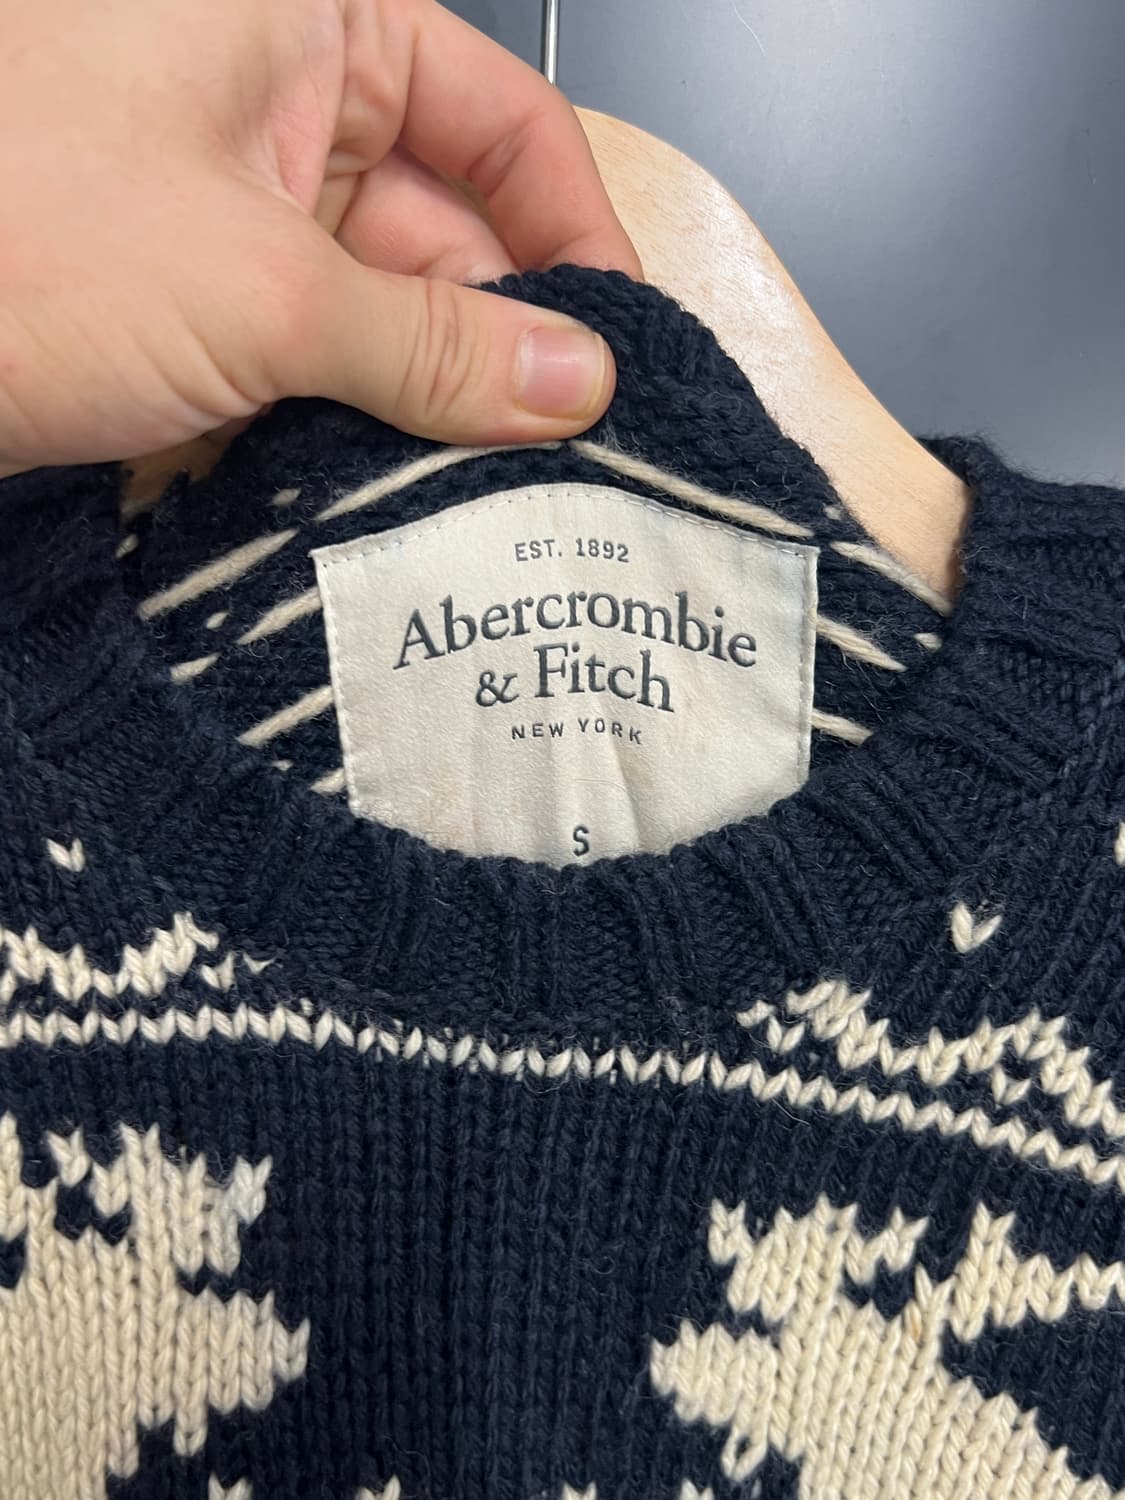 EST. 1892
Abercrombie
& Fitch
NEW YORK
S